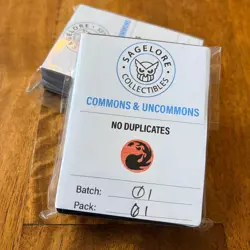 SAGELORE
COLLECTIBLES
COMMONS & UNCOMMONS
NO DUPLICATES
Batch: 01
Pack: 01